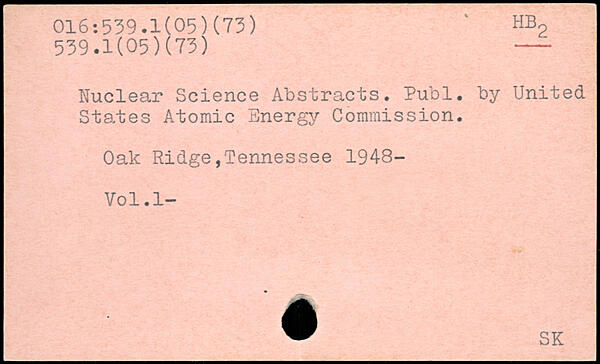 016:539.1(05)(73)
HB2
539.1(05)(73)
Nuclear Science Abstracts. Publ. by United
States Atomic Energy Commission.
Oak Ridge,Tennessee 1948-
Vol.1-
SK